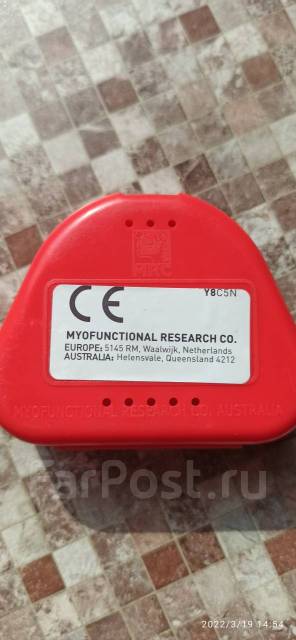 MRC
Y8C5N
CE
MYOFUNCTIONAL RESEARCH CO.
EUROPE: 5145 RM, Waalwijk, Netherlands
AUSTRALIA: Helensvale, Queensland 4212
MYOFUNCTIONAL RESEARCH CO. AUSTRALIA
FarPost.ru
2022/3/19 14:54